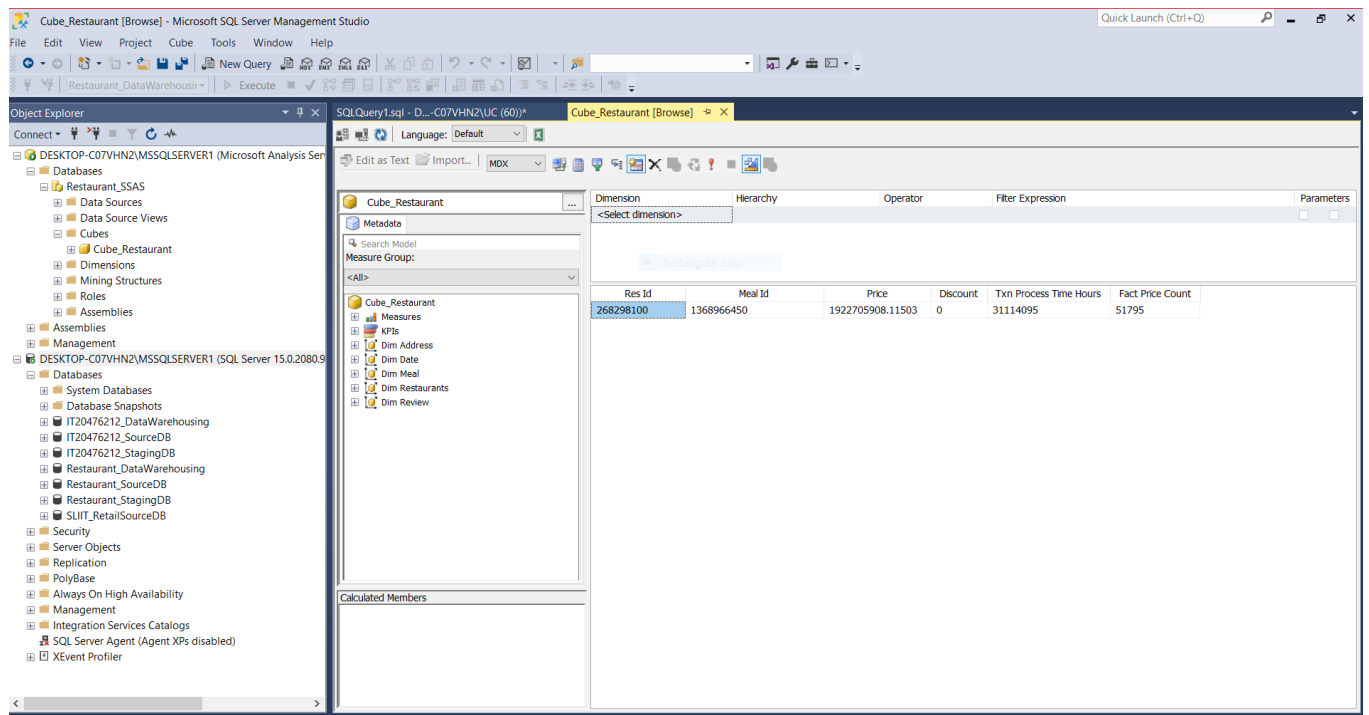 Cube_Restaurant [Browse] - Microsoft SQL Server Management Studio
Quick Launch (Ctrl+Q)
File Edit View Project Cube Tools Window Help
New Query
Restaurant_DataWarehousir
Execute
Object Explorer
SQLQuery1.sql - D...-C07VHN2\UC (60))*
Cube_Restaurant [Browse]
Connect
Language: Default
DESKTOP-C07VHN2\MSSQLSERVER1 (Microsoft Analysis Ser
Databases
Restaurant_SSAS
Data Sources
Data Source Views
Cubes
Cube_Restaurant
Dimensions
Mining Structures
Roles
Assemblies
Assemblies
Management
DESKTOP-C07VHN2\MSSQLSERVER1 (SQL Server 15.0.2080.9
Databases
System Databases
Database Snapshots
IT20476212_DataWarehousing
IT20476212_SourceDB
IT20476212_StagingDB
Restaurant_DataWarehousing
Restaurant_SourceDB
Restaurant_StagingDB
SLIIT_RetailSourceDB
Security
Server Objects
Replication
PolyBase
Always On High Availability
Management
Integration Services Catalogs
SQL Server Agent (Agent XPs disabled)
XEvent Profiler
Edit as Text Import... MDX
Cube_Restaurant ...
Metadata
Search Model
Measure Group:
<All>
Cube_Restaurant
Measures
KPIs
Dim Address
Dim Date
Dim Meal
Dim Restaurants
Dim Review
Calculated Members
Dimension Hierarchy Operator Filter Expression Parameters
<Select dimension>
Rectangular Snip
Res Id Meal Id Price Discount Txn Process Time Hours Fact Price Count
268298100 1368966450 1922705908.11503 0 31114095 51795